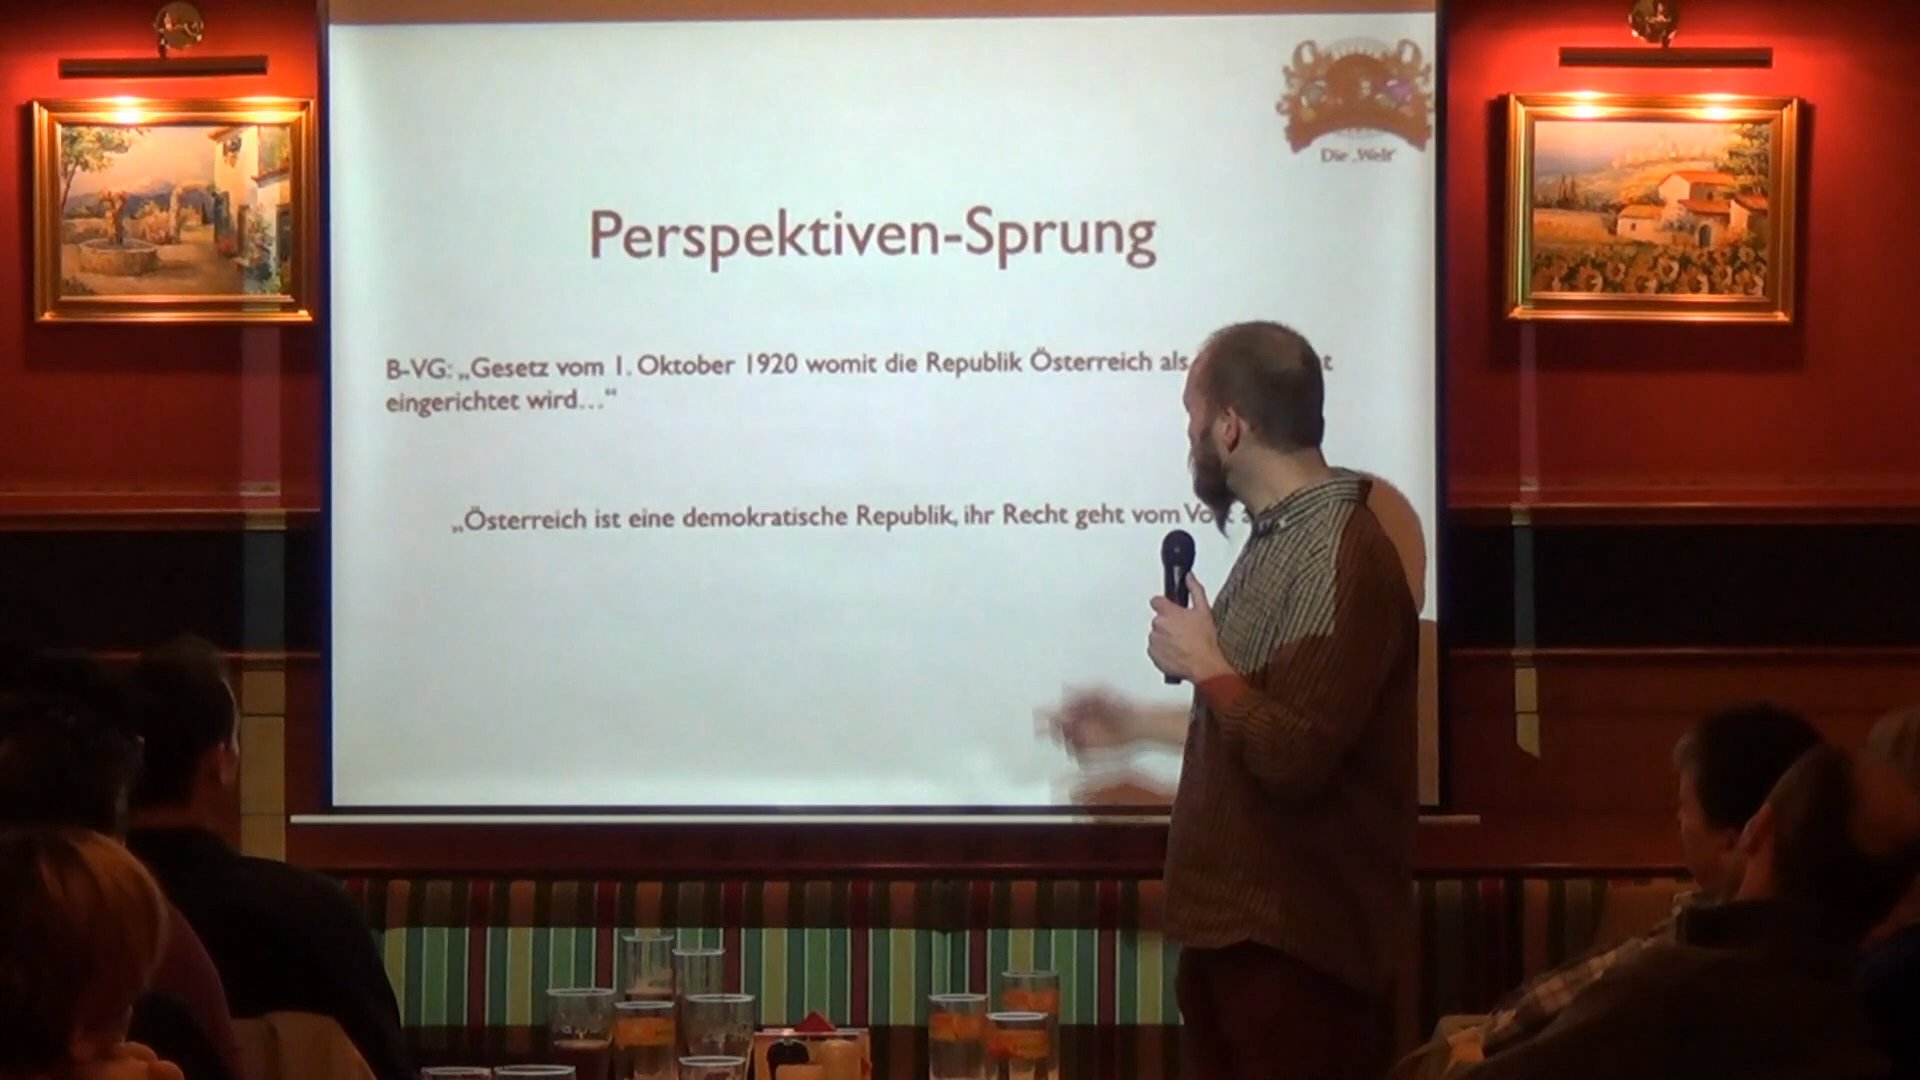 Die „Welt‘
Perspektiven-Sprung
B-VG: „Gesetz vom 1. Oktober 1920 womit die Republik Österreich als
eingerichtet wird…“
„Österreich ist eine demokratische Republik, ihr Recht geht vom